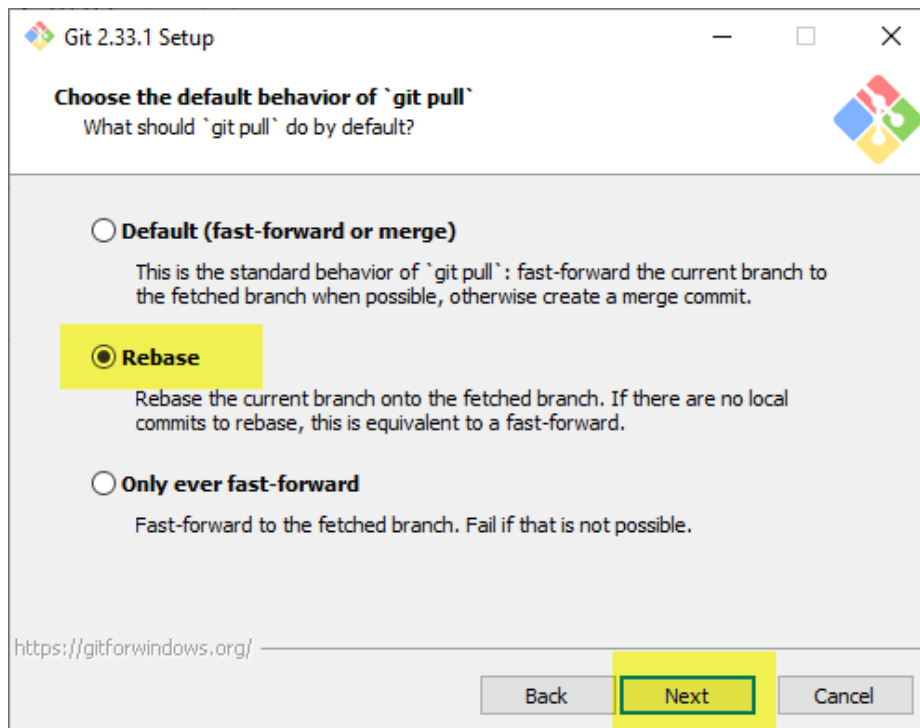 Git 2.33.1 Setup
Choose the default behavior of `git pull`
What should `git pull` do by default?
Default (fast-forward or merge)
This is the standard behavior of `git pull`: fast-forward the current branch to
the fetched branch when possible, otherwise create a merge commit.
Rebase
Rebase the current branch onto the fetched branch. If there are no local
commits to rebase, this is equivalent to a fast-forward.
Only ever fast-forward
Fast-forward to the fetched branch. Fail if that is not possible.
https://gitforwindows.org/
Back Next Cancel